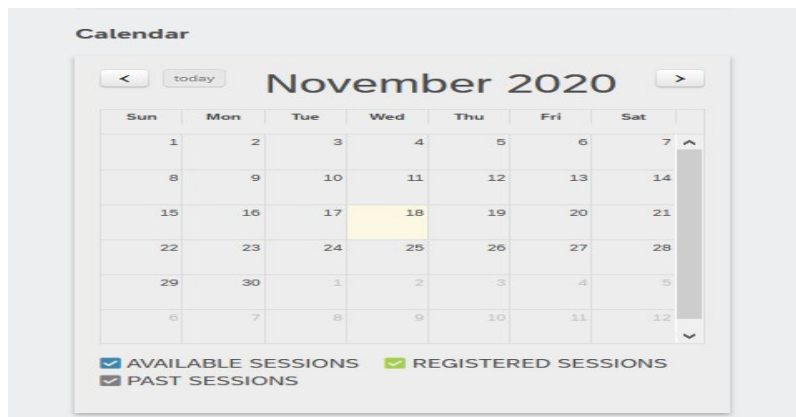 Calendar
< today November 2020 >
Sun Mon Tue Wed Thu Fri Sat
1 2 3 4 5 6 7
8 9 10 11 12 13 14
15 16 17 18 19 20 21
22 23 24 25 26 27 28
29 30 1 2 3 4 5
6 7 8 9 10 11 12
AVAILABLE SESSIONS REGISTERED SESSIONS
PAST SESSIONS